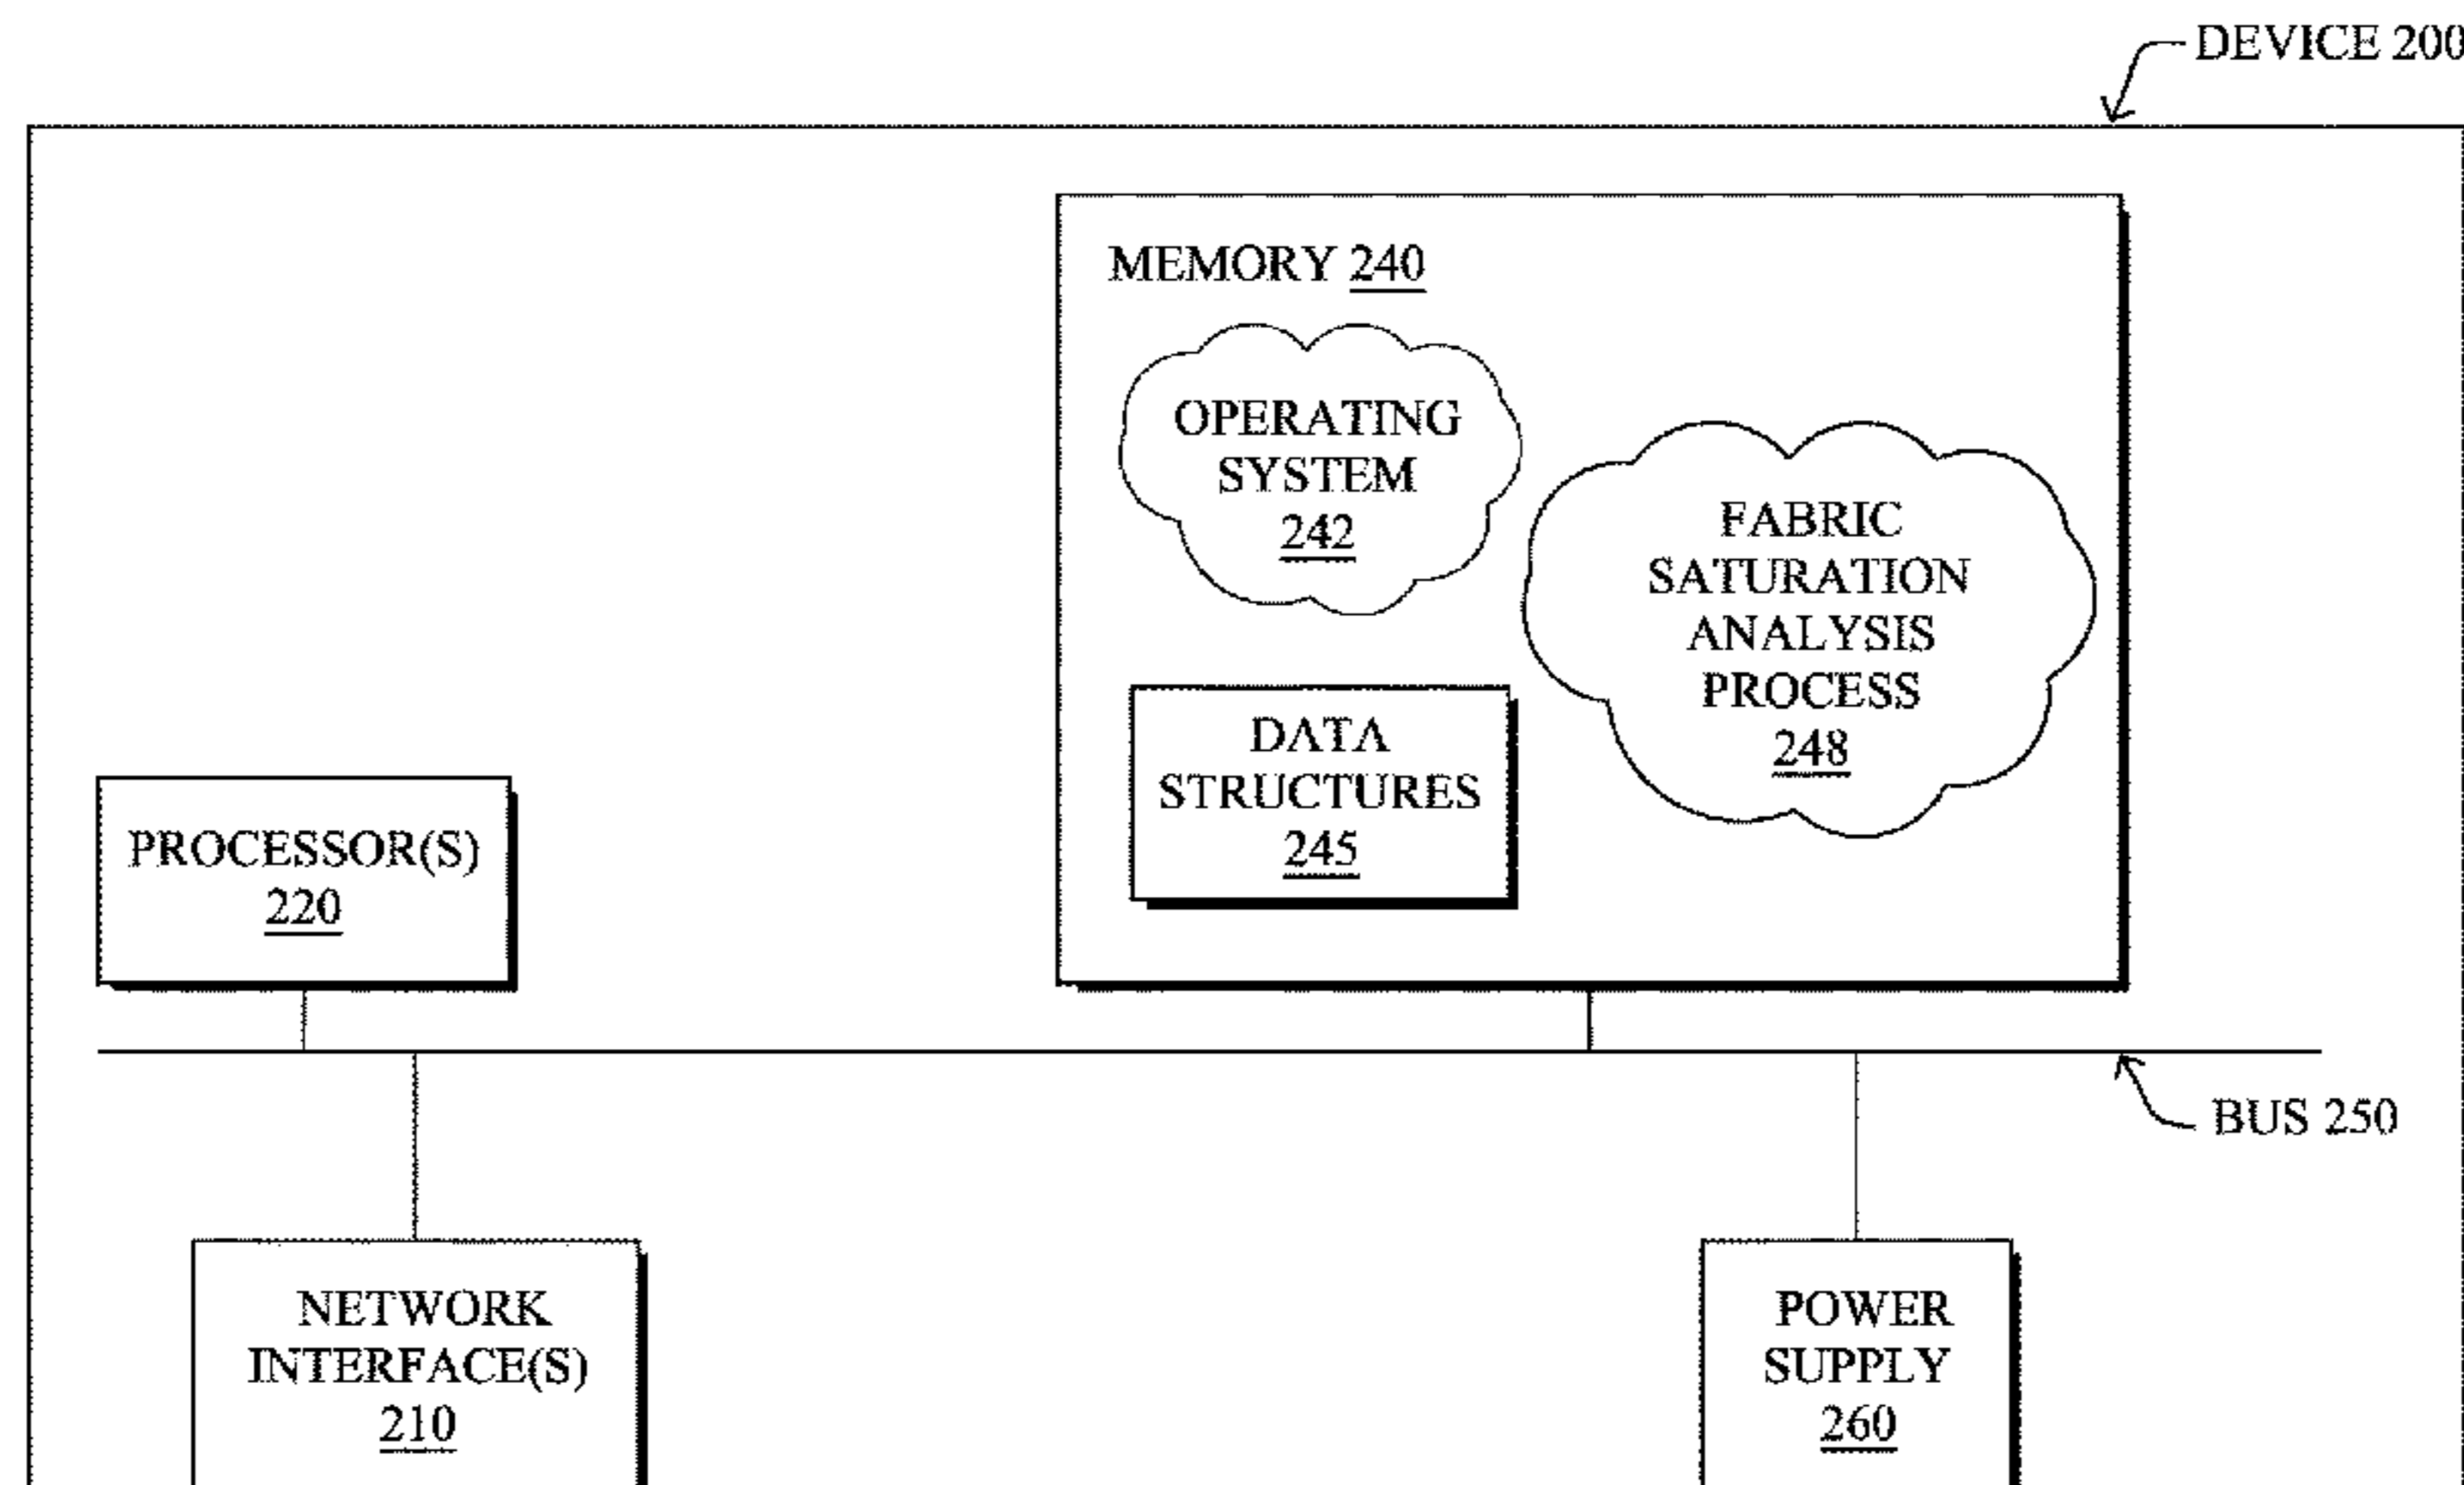 DEVICE 200
MEMORY 240
OPERATING
SYSTEM
242
FABRIC
SATURATION
ANALYSIS
PROCESS
248
DATA
STRUCTURES
245
PROCESSOR(S)
220
BUS 250
NETWORK
INTERFACE(S)
210
POWER
SUPPLY
260